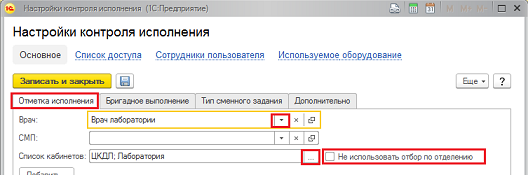 Настройки контроля исполнения (1С:Предприятие)
Настройки контроля исполнения
Основное Список доступа Сотрудники пользователя Используемое оборудование
Записать и закрыть Еще ?
Отметка исполнения Бригадное выполнение Тип сменного задания Дополнительно
Врач: Врач лаборатории
СМП:
Список кабинетов: ЦКДЛ; Лаборатория ... Не использовать отбор по отделению